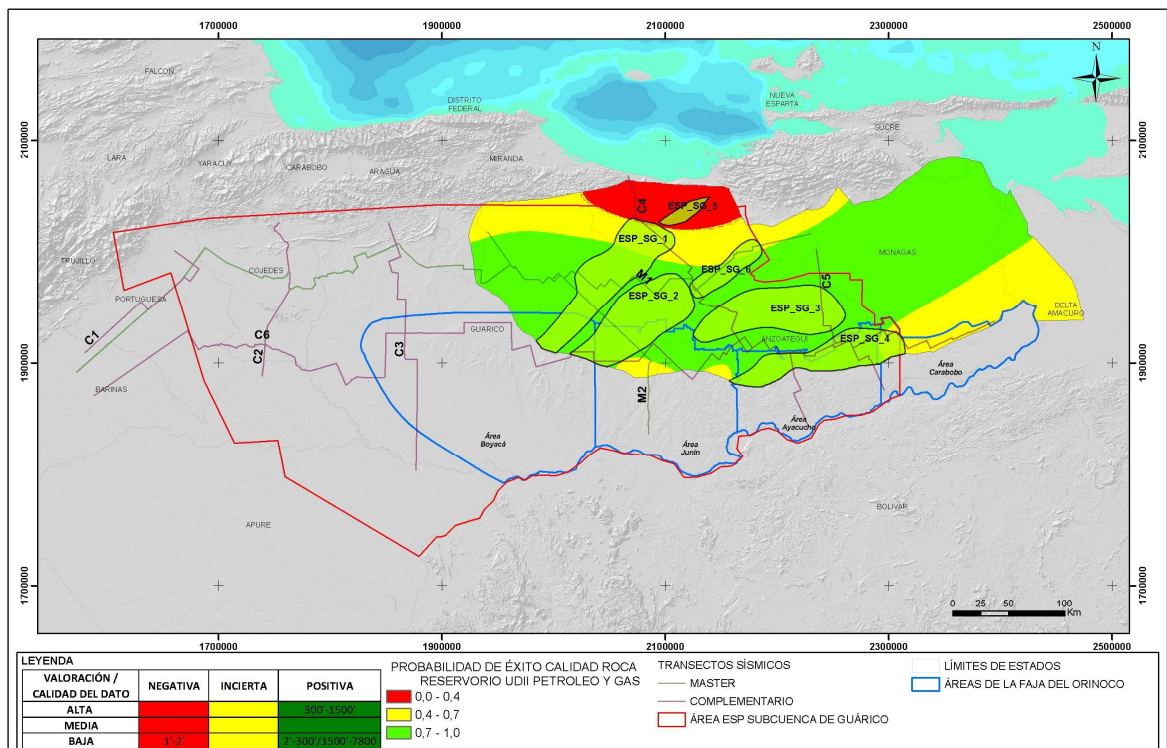 1700000 1900000 2100000 2300000 2500000
N
FALCON
DISTRITO
FEDERAL
NUEVA
ESPARTA
SUCRE
2100000 2100000
LARA
YARACUY
CARABOBO
ARAGUA
MIRANDA
C4
ESP_SG_5
ESP_SG_1
TRUJILLO
COJEDES
MONAGAS
PORTUGUESA
M1
ESP_SG_6
C5
ESP_SG_2
ESP_SG_3
DELTA
AMACURO
C1
C6
C2
C3
GUARICO
ANZOATEGUI
ESP_SG_4
1900000 1900000
BARINAS
M2
Área
Carabobo
Área
Boyacá
Área
Junín
Área
Ayacucho
APURE
BOLIVAR
1700000 1700000
0 25 50 100
Km
1700000 1900000 2100000 2300000 2500000
LEYENDA
VALORACIÓN /
CALIDAD DEL DATO
NEGATIVA
INCIERTA
POSITIVA
ALTA 300'-1500'
MEDIA
BAJA 1'-2' 2'-300'/1500'-7800
PROBABILIDAD DE ÉXITO CALIDAD ROCA
RESERVORIO UDII PETROLEO Y GAS
0,0 - 0,4
0,4 - 0,7
0,7 - 1,0
TRANSECTOS SÍSMICOS
MASTER
COMPLEMENTARIO
ÁREA ESP SUBCUENCA DE GUÁRICO
LÍMITES DE ESTADOS
ÁREAS DE LA FAJA DEL ORINOCO